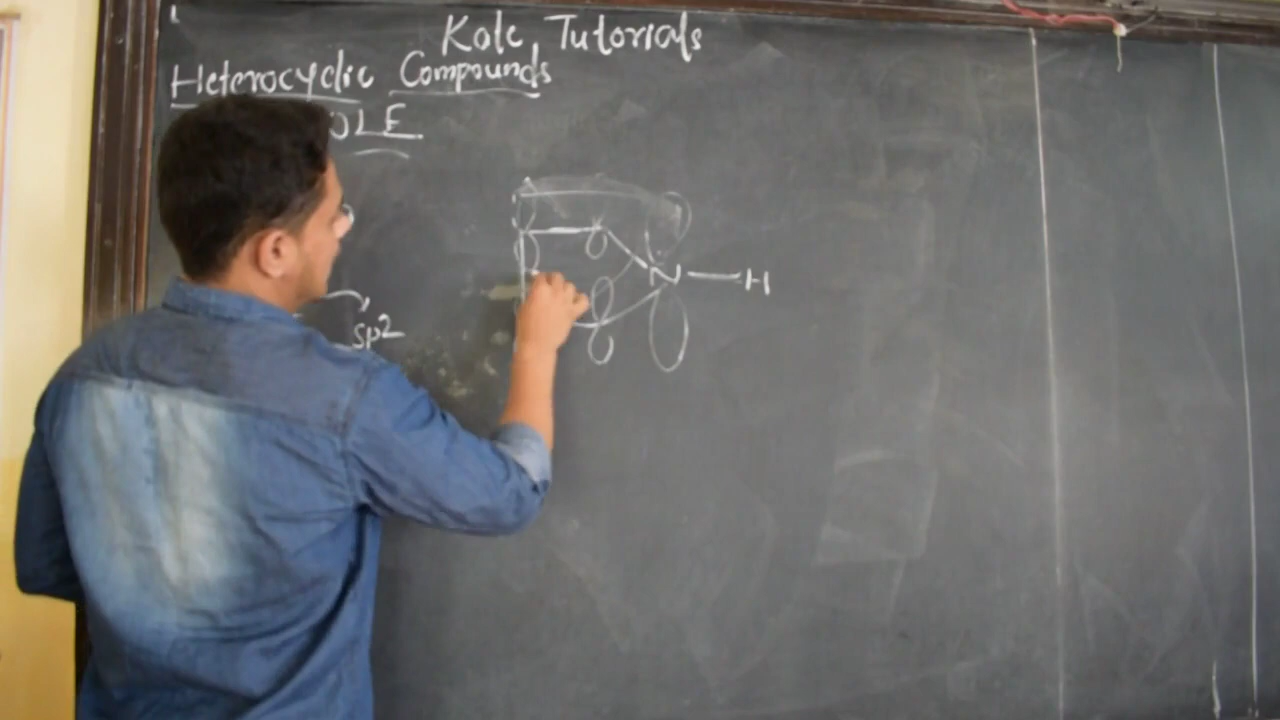 Kole Tutorials
Heterocyclic Compounds
OLE
N — H
sp2